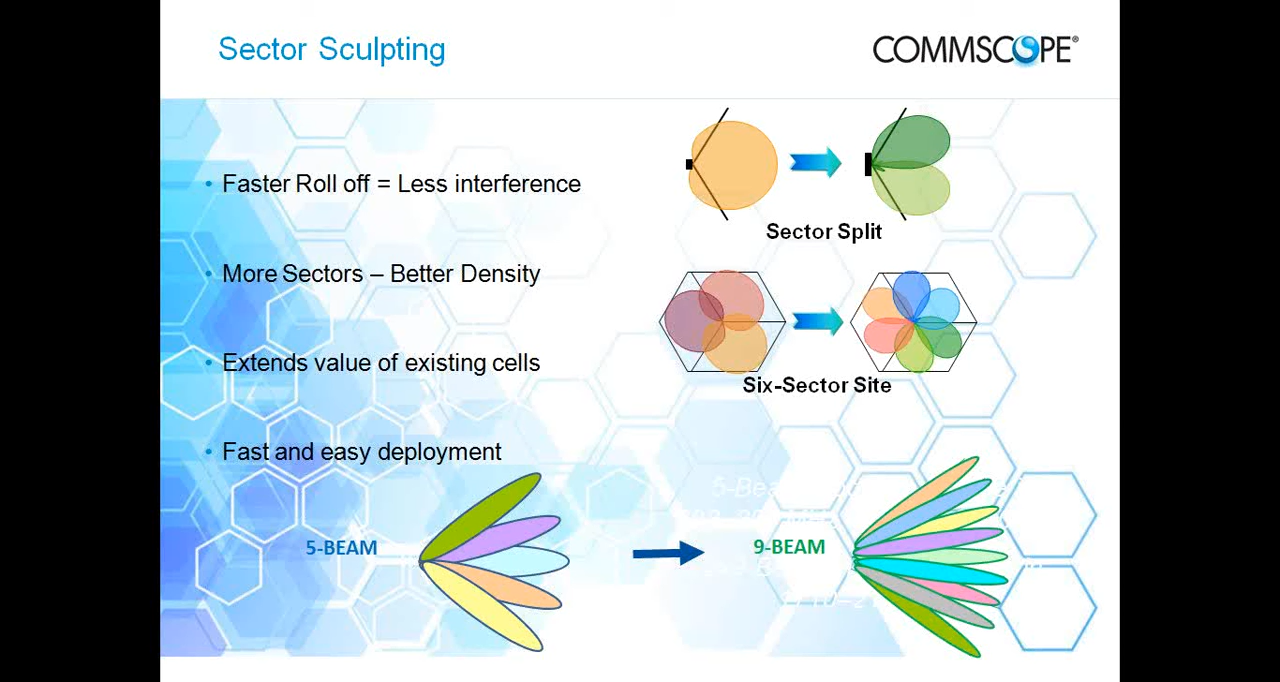 Sector Sculpting
COMMSCOPE®
• Faster Roll off = Less interference
• More Sectors – Better Density
• Extends value of existing cells
• Fast and easy deployment
Sector Split
Six-Sector Site
5-BEAM
9-BEAM